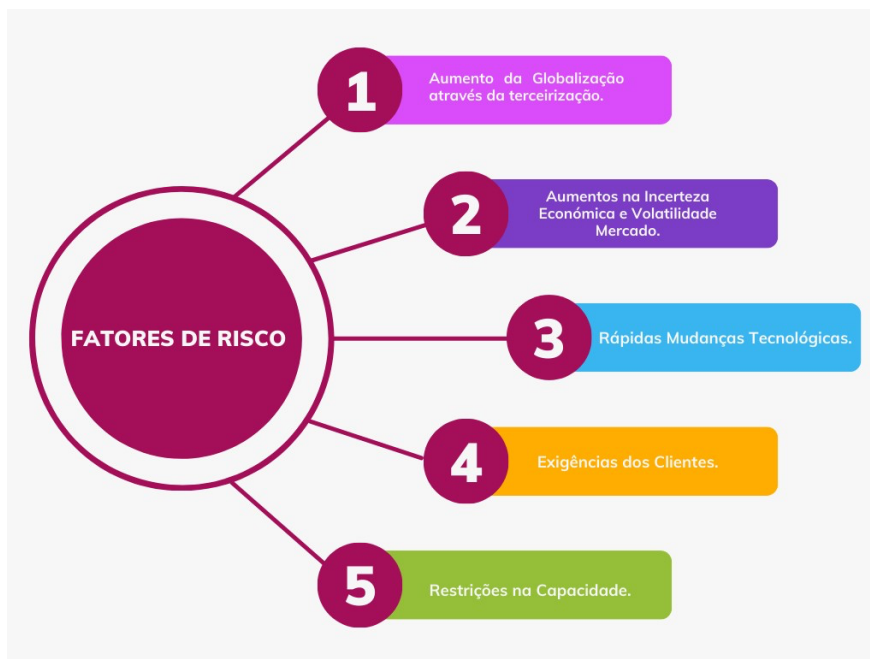 1
Aumento da Globalização
através da terceirização.
2
Aumentos na Incerteza
Económica e Volatilidade
Mercado.
FATORES DE RISCO
3
Rápidas Mudanças Tecnológicas.
4
Exigências dos Clientes.
5
Restrições na Capacidade.